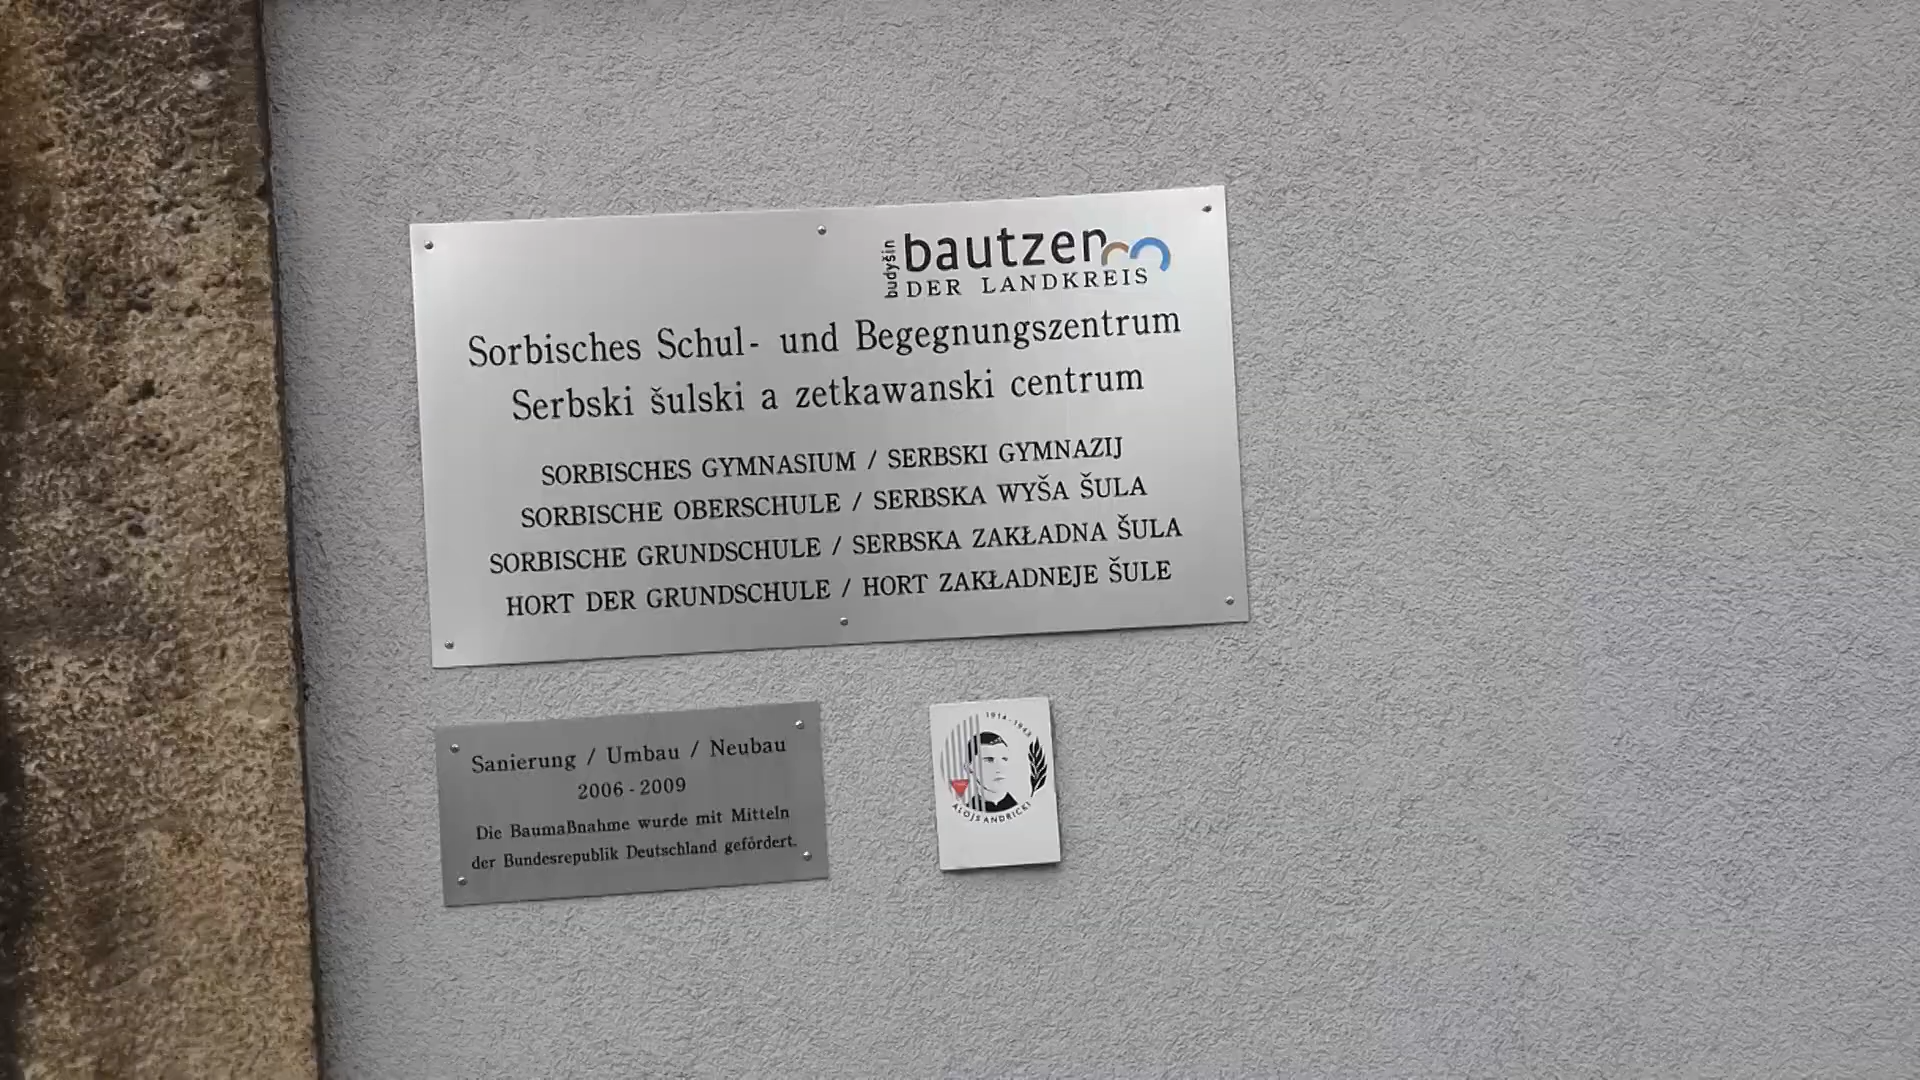 budyšin
bautzen
DER LANDKREIS
Sorbisches Schul- und Begegnungszentrum
Serbski šulski a zetkawanski centrum
SORBISCHES GYMNASIUM / SERBSKI GYMNAZIJ
SORBISCHE OBERSCHULE / SERBSKA WYŠA ŠULA
SORBISCHE GRUNDSCHULE / SERBSKA ZAKŁADNA ŠULA
HORT DER GRUNDSCHULE / HORT ZAKŁADNEJE ŠULE
Sanierung / Umbau / Neubau
2006 - 2009
Die Baumaßnahme wurde mit Mitteln
der Bundesrepublik Deutschland gefördert.
1914 - 1943
ALOJS ANDRICKI